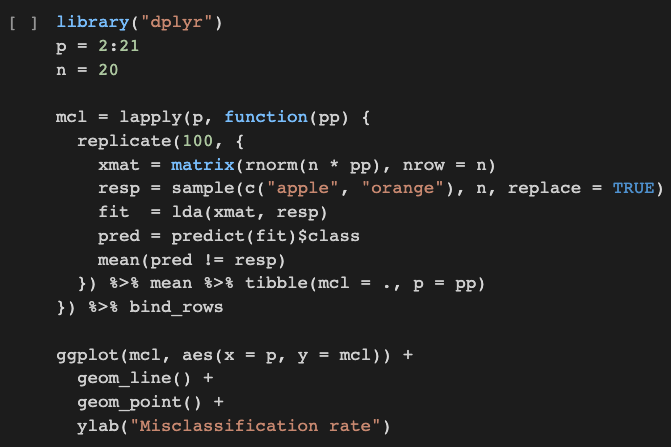 [ ] library("dplyr")
p = 2:21
n = 20
mcl = lapply(p, function(pp) {
replicate(100, {
xmat = matrix(rnorm(n * pp), nrow = n)
resp = sample(c("apple", "orange"), n, replace = TRUE)
fit  = lda(xmat, resp)
pred = predict(fit)$class
mean(pred != resp)
}) %>% mean %>% tibble(mcl = ., p = pp)
}) %>% bind_rows
ggplot(mcl, aes(x = p, y = mcl)) +
geom_line() +
geom_point() +
ylab("Misclassification rate")